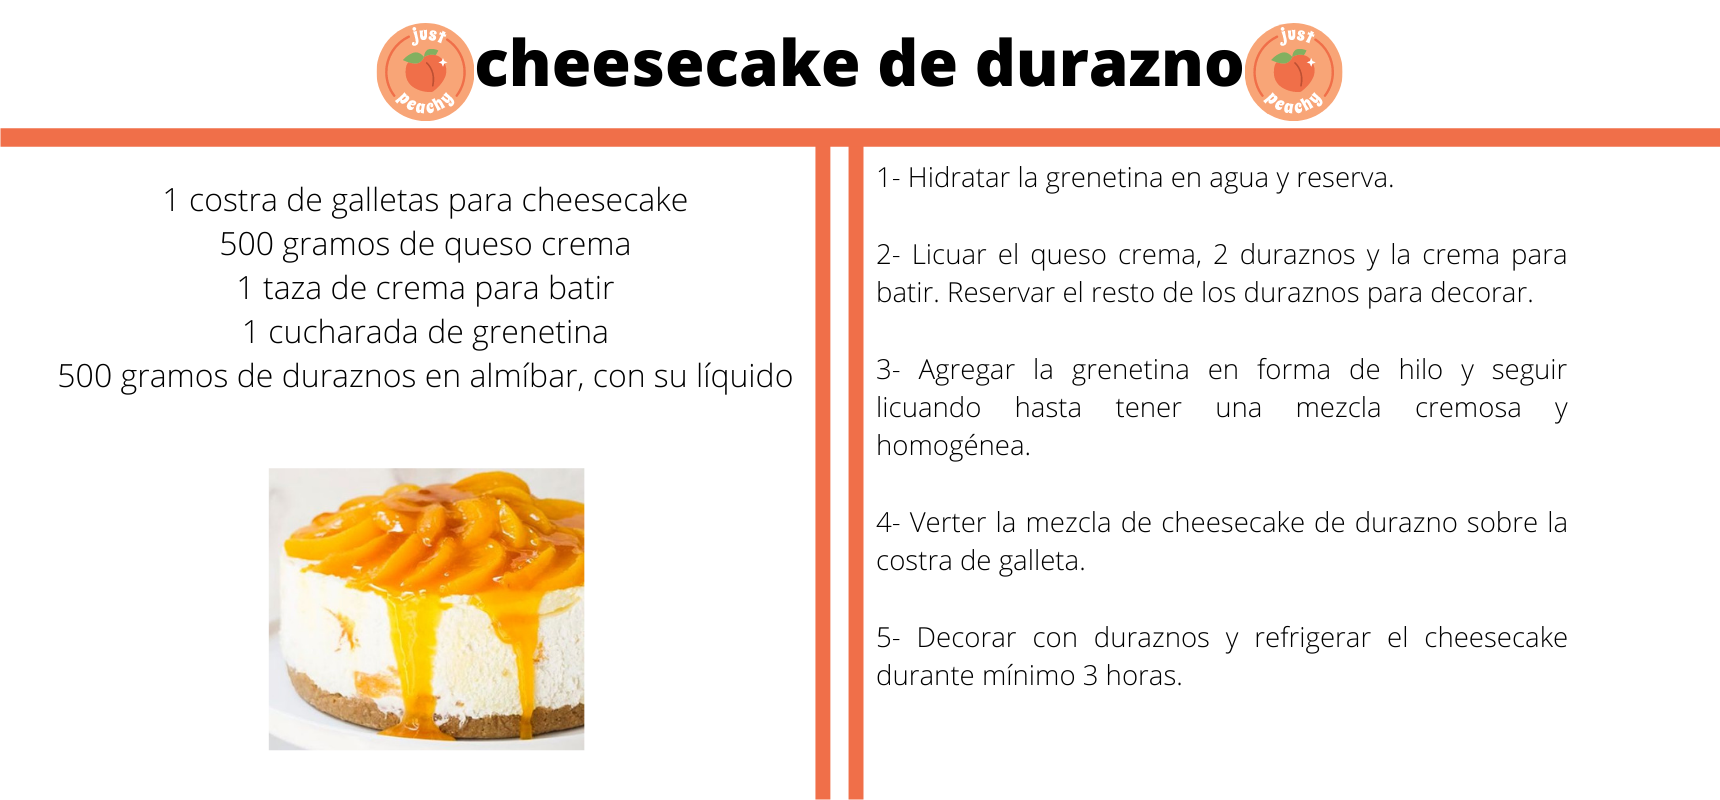 just
peachy
cheesecake de durazno
just
peachy
1 costra de galletas para cheesecake
500 gramos de queso crema
1 taza de crema para batir
1 cucharada de grenetina
500 gramos de duraznos en almíbar, con su líquido
1- Hidratar la grenetina en agua y reserva.
2- Licuar el queso crema, 2 duraznos y la crema para
batir. Reservar el resto de los duraznos para decorar.
3- Agregar la grenetina en forma de hilo y seguir
licuando hasta tener una mezcla cremosa y
homogénea.
4- Verter la mezcla de cheesecake de durazno sobre la
costra de galleta.
5- Decorar con duraznos y refrigerar el cheesecake
durante mínimo 3 horas.